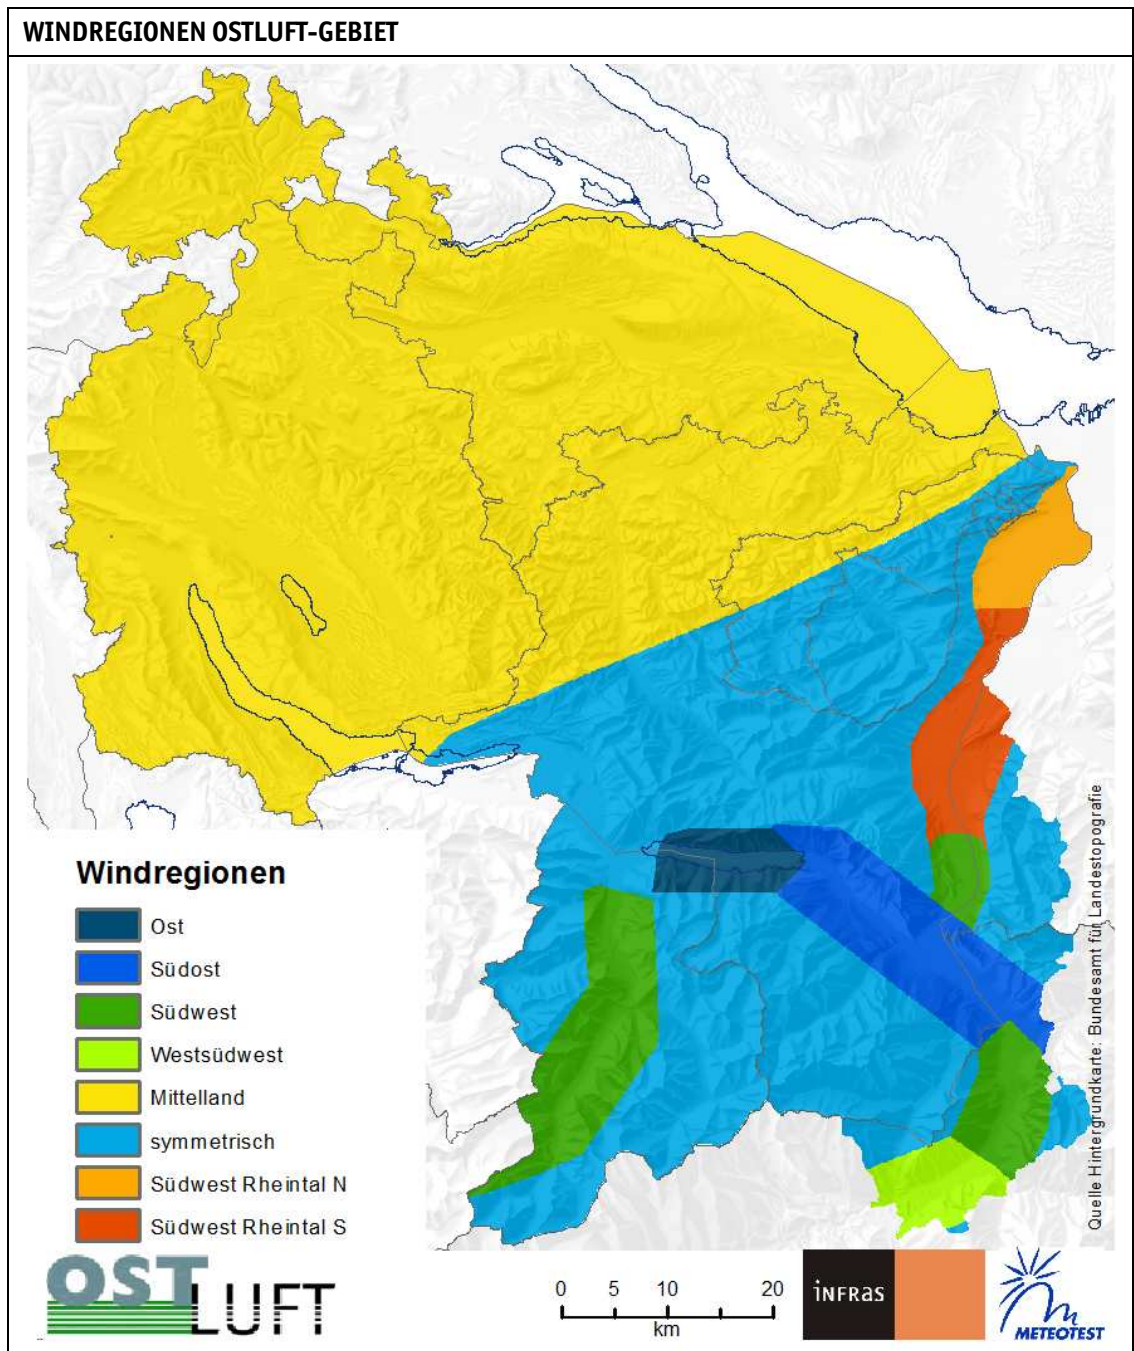 WINDREGIONEN OSTLUFT-GEBIET
Quelle Hintergrundkarte: Bundesamt für Landestopografie
Windregionen
Ost
Südost
Südwest
Westsüdwest
Mittelland
symmetrisch
Südwest Rheintal N
Südwest Rheintal S
OST
LUFT
0 5 10 20
km
iNFRAS
METEOTEST